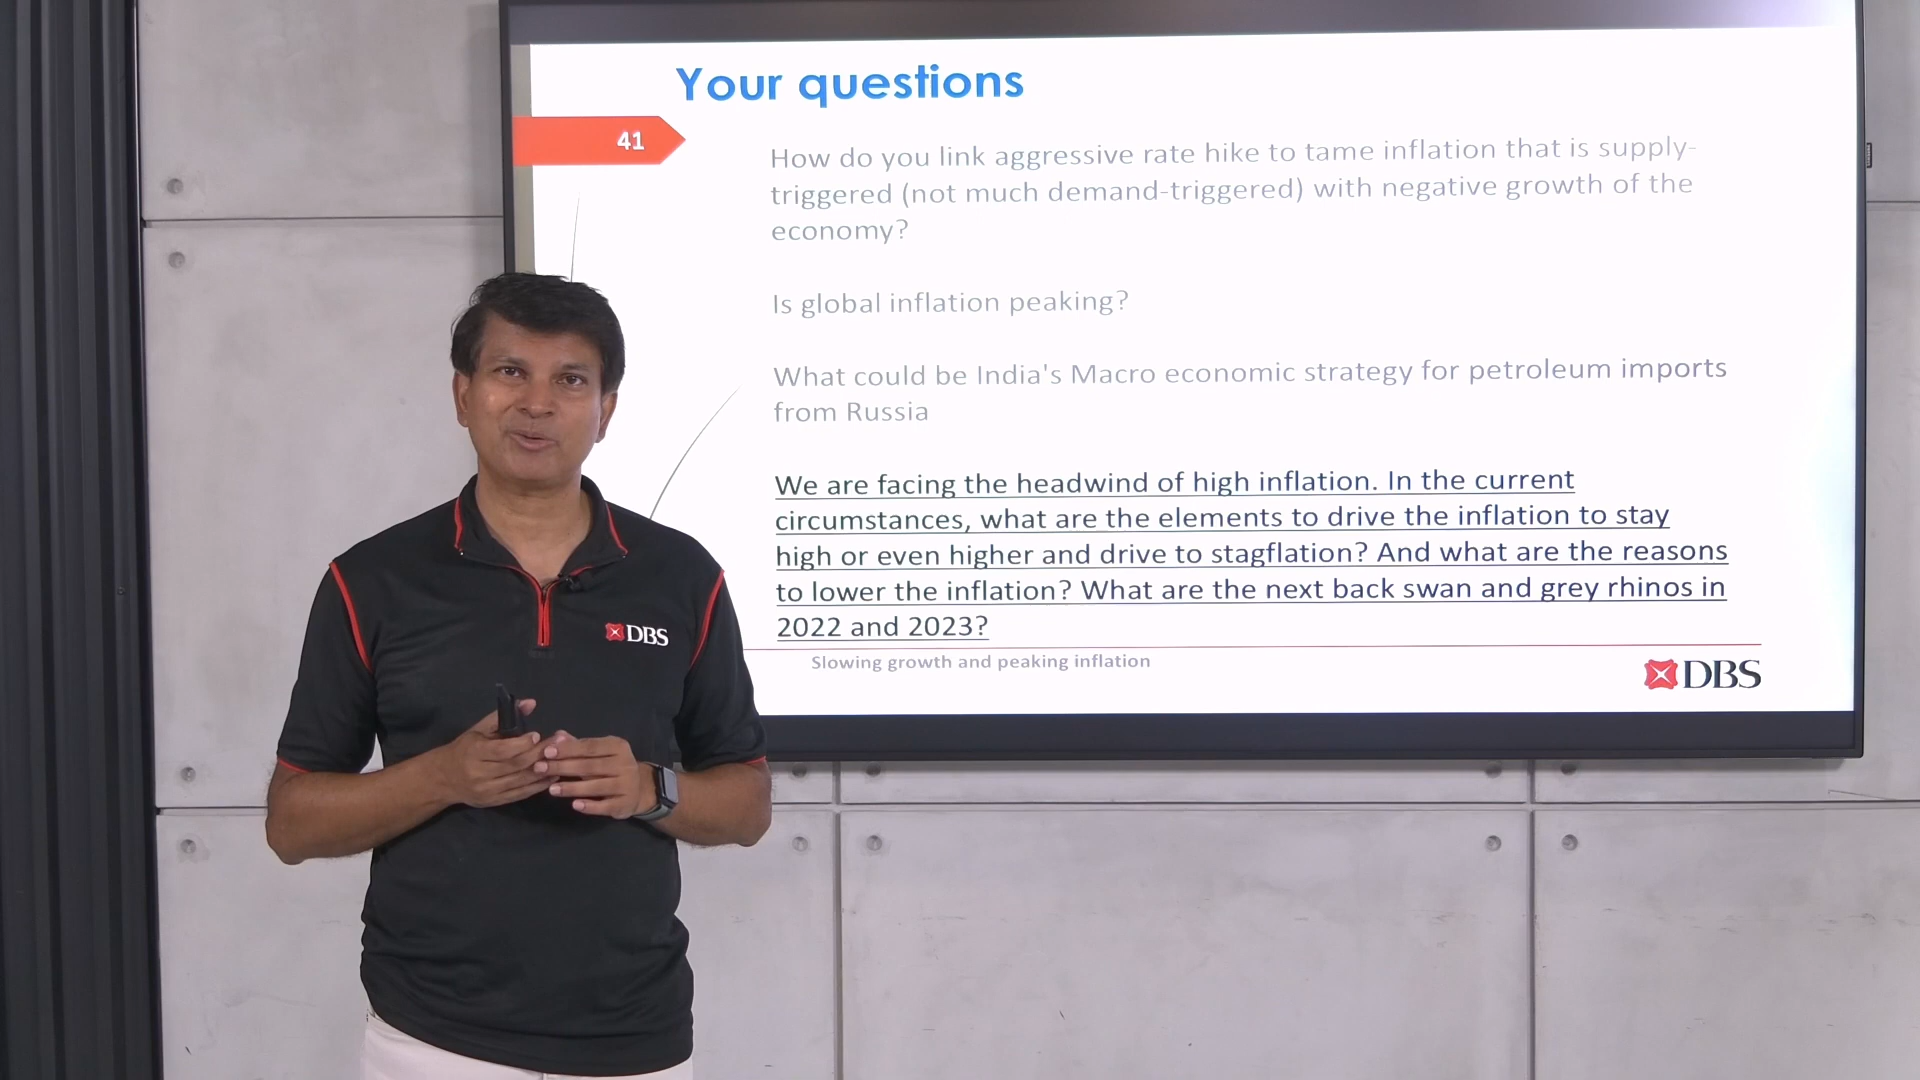 Your questions
41
How do you link aggressive rate hike to tame inflation that is supply-
triggered (not much demand-triggered) with negative growth of the
economy?
Is global inflation peaking?
What could be India's Macro economic strategy for petroleum imports
from Russia
We are facing the headwind of high inflation. In the current
circumstances, what are the elements to drive the inflation to stay
high or even higher and drive to stagflation? And what are the reasons
to lower the inflation? What are the next back swan and grey rhinos in
2022 and 2023?
Slowing growth and peaking inflation
DBS
DBS